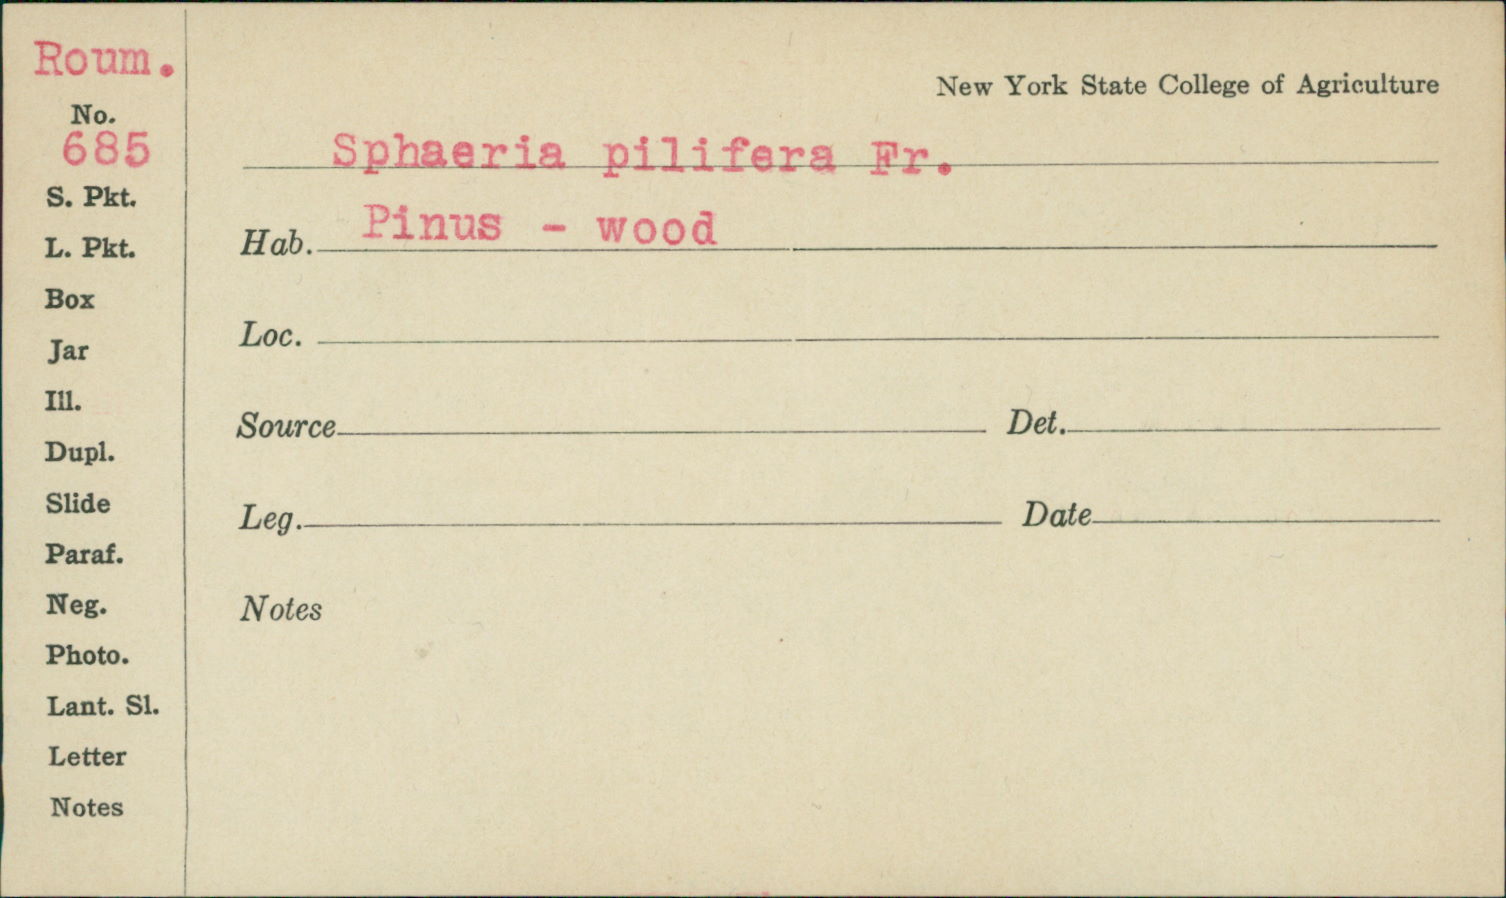 Roum.
No.
685
S. Pkt.
L. Pkt.
Box
Jar
Ill.
Dupl.
Slide
Paraf.
Neg.
Photo.
Lant. Sl.
Letter
Notes
New York State College of Agriculture
Sphaeria pilifera Fr.
Hab. Pinus - wood
Loc.
Source Det.
Leg. Date
Notes